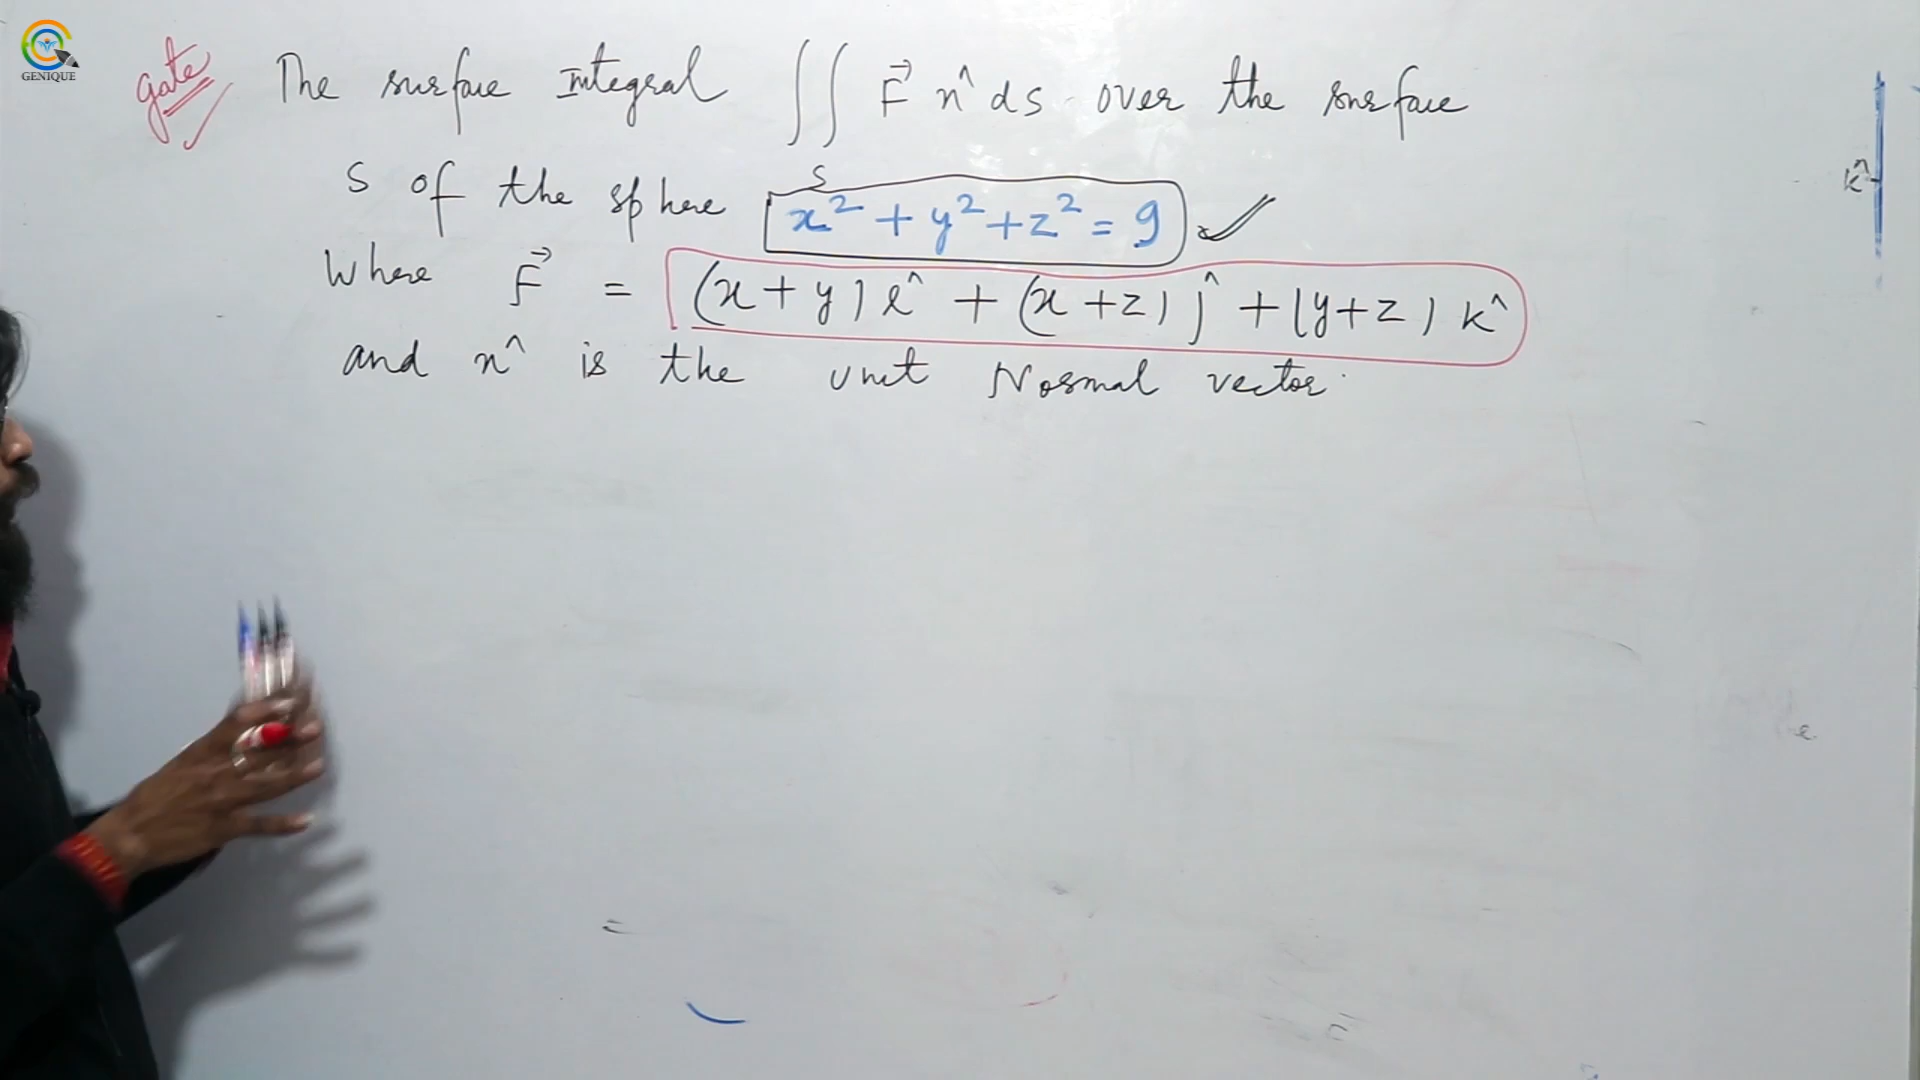 GENIQUE
gate The surface Integral ∬ F⃗ n^ ds over the surface
S
S of the sphere x² + y² + z² = 9
Where F⃗ = (x + y) i^ + (x + z) j^ + (y + z) k^
and n^ is the unit Normal vector.
k^